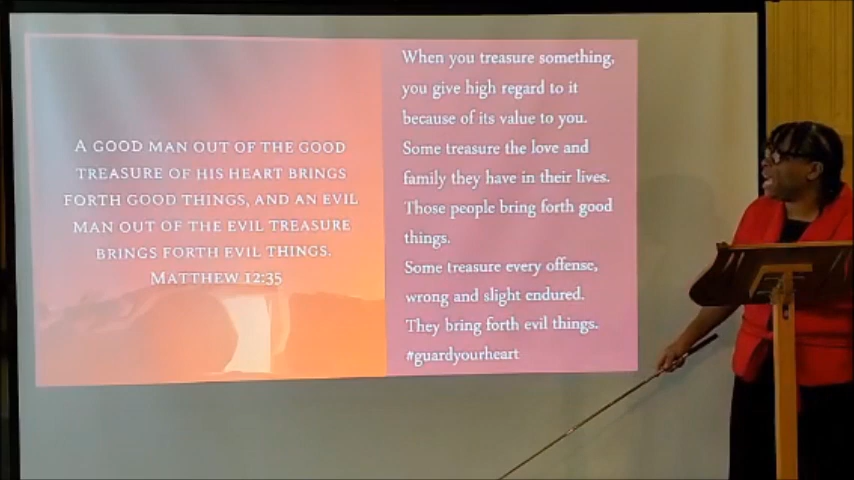 A GOOD MAN OUT OF THE GOOD
TREASURE OF HIS HEART BRINGS
FORTH GOOD THINGS, AND AN EVIL
MAN OUT OF THE EVIL TREASURE
BRINGS FORTH EVIL THINGS.
MATTHEW 12:35
When you treasure something,
you give high regard to it
because of its value to you.
Some treasure the love and
family they have in their lives.
Those people bring forth good
things.
Some treasure every offense,
wrong and slight endured.
They bring forth evil things.
#guardyourheart